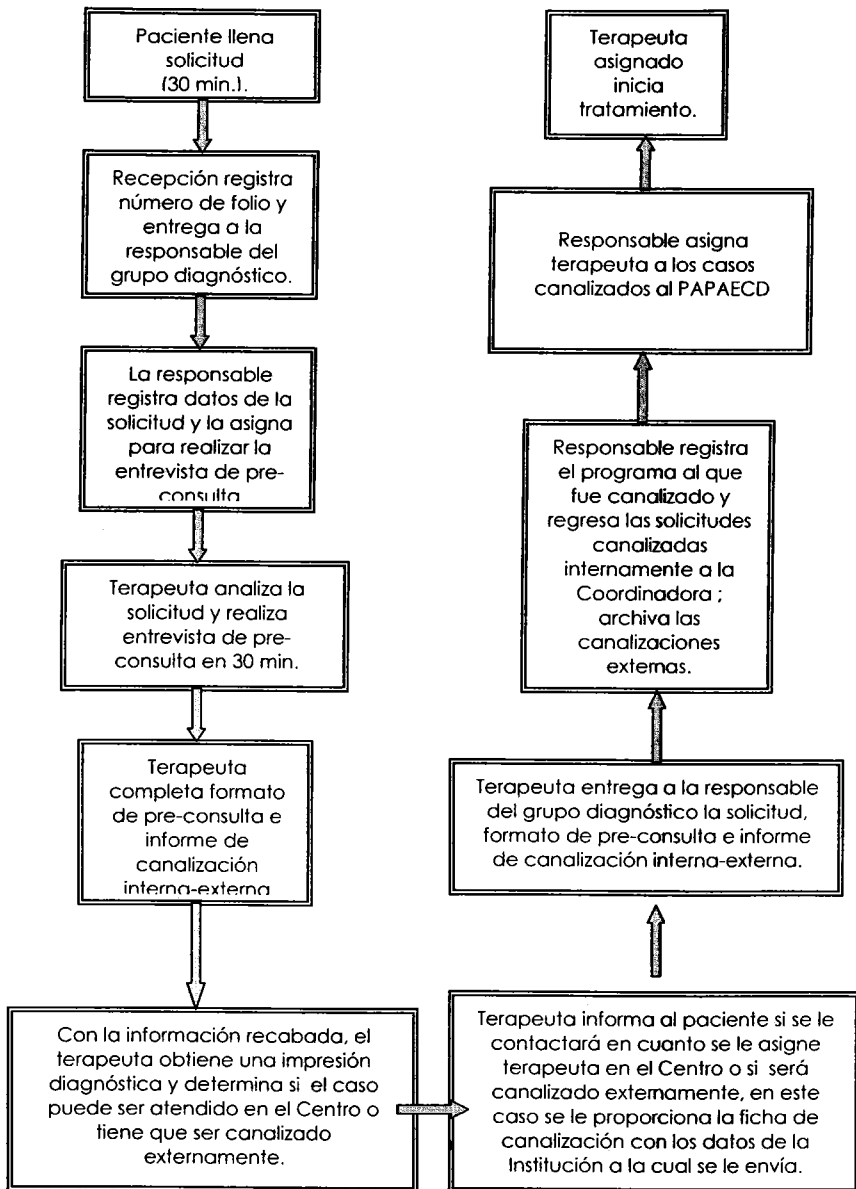 Paciente llena
solicitud
(30 min.).
Recepción registra
número de folio y
entrega a la
responsable del
grupo diagnóstico.
La responsable
registra datos de la
solicitud y la asigna
para realizar la
entrevista de pre-
consulta
Terapeuta analiza la
solicitud y realiza
entrevista de pre-
consulta en 30 min.
Terapeuta
completa formato
de pre-consulta e
informe de
canalización
interna-externa
Con la información recabada, el
terapeuta obtiene una impresión
diagnóstica y determina si el caso
puede ser atendido en el Centro o
tiene que ser canalizado
externamente.
Terapeuta informa al paciente si se le
contactará en cuanto se le asigne
terapeuta en el Centro o si será
canalizado externamente, en este
caso se le proporciona la ficha de
canalización con los datos de la
Institución a la cual se le envía.
Terapeuta entrega a la responsable
del grupo diagnóstico la solicitud,
formato de pre-consulta e informe
de canalización interna-externa.
Responsable registra
el programa al que
fue canalizado y
regresa las solicitudes
canalizadas
internamente a la
Coordinadora ;
archiva las
canalizaciones
externas.
Responsable asigna
terapeuta a los casos
canalizados al PAPAECD
Terapeuta
asignado
inicia
tratamiento.